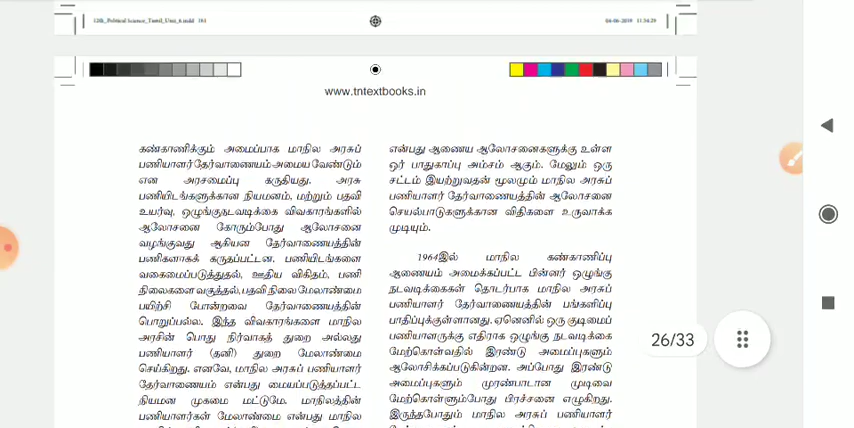 12th_Political Science_Tamil_Unit_6.indd 161
04-06-2019 11:34:29
www.tntextbooks.in
கண்காணிக்கும் அமைப்பாக மாநில அரசுப்
பணியாளர் தேர்வாணையம் அமைய வேண்டும்
என அரசமைப்பு கருதியது. அரசு
பணியிடங்களுக்கான நியமனம், மற்றும் பதவி
உயர்வு, ஒழுங்குநடவடிக்கை விவகாரங்களில்
ஆலோசனை கோரும்போது ஆலோசனை
வழங்குவது ஆகியன தேர்வாணையத்தின்
பணிகளாகக் கருதப்பட்டன. பணியிடங்களை
வகைமைப்படுத்துதல், ஊதிய விகிதம், பணி
நிலைகளை வகுத்தல், பதவி நிலை மேலாண்மை
பயிற்சி போன்றவை தேர்வாணையத்தின்
பொறுப்பல்ல. இந்த விவகாரங்களை மாநில
அரசின் பொது நிர்வாகத் துறை அல்லது
பணியாளர் (தனி) துறை மேலாண்மை
செய்கிறது. எனவே, மாநில அரசுப் பணியாளர்
தேர்வாணையம் என்பது மையப்படுத்தப்பட்ட
நியமன முகமை மட்டுமே. மாநிலத்தின்
பணியாளர்கள் மேலாண்மை என்பது மாநில
என்பது ஆணைய ஆலோசனைகளுக்கு உள்ள
ஓர் பாதுகாப்பு அம்சம் ஆகும். மேலும் ஒரு
சட்டம் இயற்றுவதன் மூலமும் மாநில அரசுப்
பணியாளர் தேர்வாணையத்தின் ஆலோசனை
செயல்பாடுகளுக்கான விதிகளை உருவாக்க
முடியும்.
1964இல் மாநில கண்காணிப்பு
ஆணையம் அமைக்கப்பட்ட பின்னர் ஒழுங்கு
நடவடிக்கைகள் தொடர்பாக மாநில அரசுப்
பணியாளர் தேர்வாணையத்தின் பங்களிப்பு
பாதிப்புக்குள்ளானது. ஏனெனில் ஒரு குடிமைப்
பணியாளருக்கு எதிராக ஒழுங்கு நடவடிக்கை
மேற்கொள்வதில் இரண்டு அமைப்புகளும்
ஆலோசிக்கப்படுகின்றன. அப்போது இரண்டு
அமைப்புகளும் முரண்பாடான முடிவை
மேற்கொள்ளும்போது பிரச்சனை எழுகிறது.
இருந்தபோதும் மாநில அரசுப் பணியாளர்
26/33